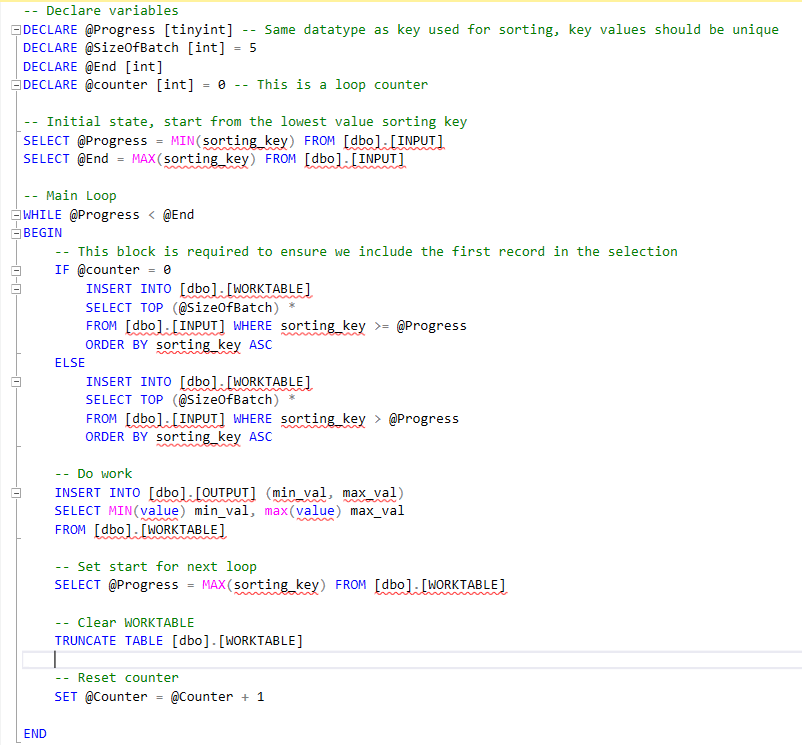 -- Declare variables
DECLARE @Progress [tinyint] -- Same datatype as key used for sorting, key values should be unique
DECLARE @SizeOfBatch [int] = 5
DECLARE @End [int]
DECLARE @counter [int] = 0 -- This is a loop counter

-- Initial state, start from the lowest value sorting key
SELECT @Progress = MIN(sorting_key) FROM [dbo].[INPUT]
SELECT @End = MAX(sorting_key) FROM [dbo].[INPUT]

-- Main Loop
WHILE @Progress < @End
BEGIN
    -- This block is required to ensure we include the first record in the selection
    IF @counter = 0
        INSERT INTO [dbo].[WORKTABLE]
        SELECT TOP (@SizeOfBatch) *
        FROM [dbo].[INPUT] WHERE sorting_key >= @Progress
        ORDER BY sorting_key ASC
    ELSE
        INSERT INTO [dbo].[WORKTABLE]
        SELECT TOP (@SizeOfBatch) *
        FROM [dbo].[INPUT] WHERE sorting_key > @Progress
        ORDER BY sorting_key ASC

    -- Do work
    INSERT INTO [dbo].[OUTPUT] (min_val, max_val)
    SELECT MIN(value) min_val, max(value) max_val
    FROM [dbo].[WORKTABLE]

    -- Set start for next loop
    SELECT @Progress = MAX(sorting_key) FROM [dbo].[WORKTABLE]

    -- Clear WORKTABLE
    TRUNCATE TABLE [dbo].[WORKTABLE]

    -- Reset counter
    SET @Counter = @Counter + 1

END